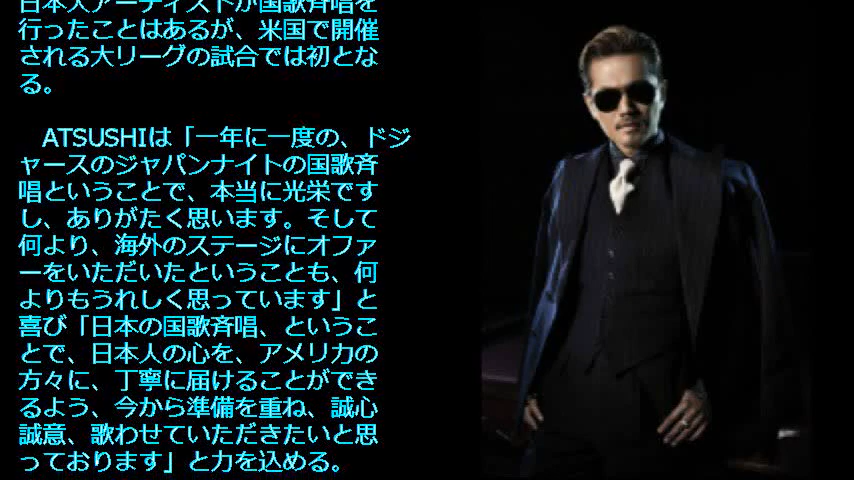 日本人アーティストが国歌斉唱を
行ったことはあるが、米国で開催
される大リーグの試合では初とな
る。
ATSUSHIは「一年に一度の、ドジ
ャースのジャパンナイトの国歌斉
唱ということで、本当に光栄です
し、ありがたく思います。そして
何より、海外のステージにオファ
ーをいただいたということも、何
よりもうれしく思っています」と
喜び「日本の国歌斉唱、というこ
とで、日本人の心を、アメリカの
方々に、丁寧に届けることができ
るよう、今から準備を重ね、誠心
誠意、歌わせていただきたいと思
っております」と力を込める。